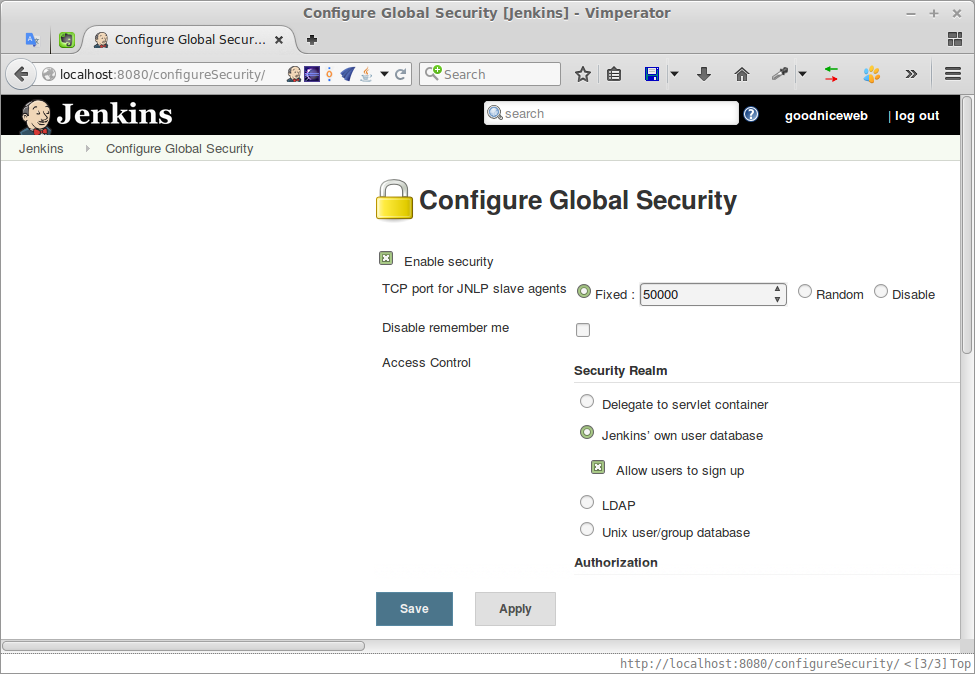 Configure Global Security [Jenkins] - Vimperator
Configure Global Secur...
localhost:8080/configureSecurity/
Search
Jenkins
search
goodniceweb
| log out
Jenkins
Configure Global Security
Configure Global Security
Enable security
TCP port for JNLP slave agents
Fixed : 50000
Random
Disable
Disable remember me
Access Control
Security Realm
Delegate to servlet container
Jenkins’ own user database
Allow users to sign up
LDAP
Unix user/group database
Authorization
Save
Apply
http://localhost:8080/configureSecurity/ <[3/3] Top